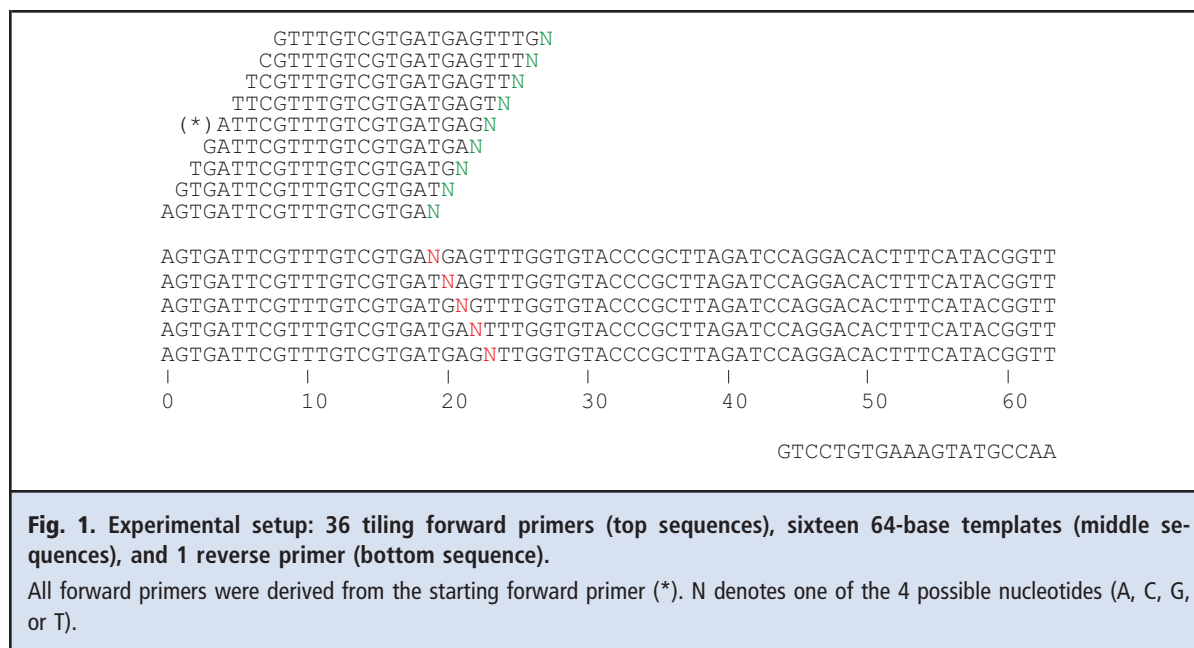 GTTTGTCGTGATGAGTTTGN
CGTTTGTCGTGATGAGTTTN
TCGTTTGTCGTGATGAGTTN
TTCGTTTGTCGTGATGAGTN
(*)ATTCGTTTGTCGTGATGAGN
GATTCGTTTGTCGTGATGAN
TGATTCGTTTGTCGTGATGN
GTGATTCGTTTGTCGTGATN
AGTGATTCGTTTGTCGTGAN
AGTGATTCGTTTGTCGTGANGAGTTTGGTGTACCCGCTTAGATCCAGGACACTTTCATACGGTT
AGTGATTCGTTTGTCGTGATNAGTTTGGTGTACCCGCTTAGATCCAGGACACTTTCATACGGTT
AGTGATTCGTTTGTCGTGATGNGTTTGGTGTACCCGCTTAGATCCAGGACACTTTCATACGGTT
AGTGATTCGTTTGTCGTGATGANTTTGGTGTACCCGCTTAGATCCAGGACACTTTCATACGGTT
AGTGATTCGTTTGTCGTGATGAGNTTGGTGTACCCGCTTAGATCCAGGACACTTTCATACGGTT
0 10 20 30 40 50 60
GTCCTGTGAAAGTATGCCAA
Fig. 1. Experimental setup: 36 tiling forward primers (top sequences), sixteen 64-base templates (middle se-
quences), and 1 reverse primer (bottom sequence).
All forward primers were derived from the starting forward primer (*). N denotes one of the 4 possible nucleotides (A, C, G,
or T).